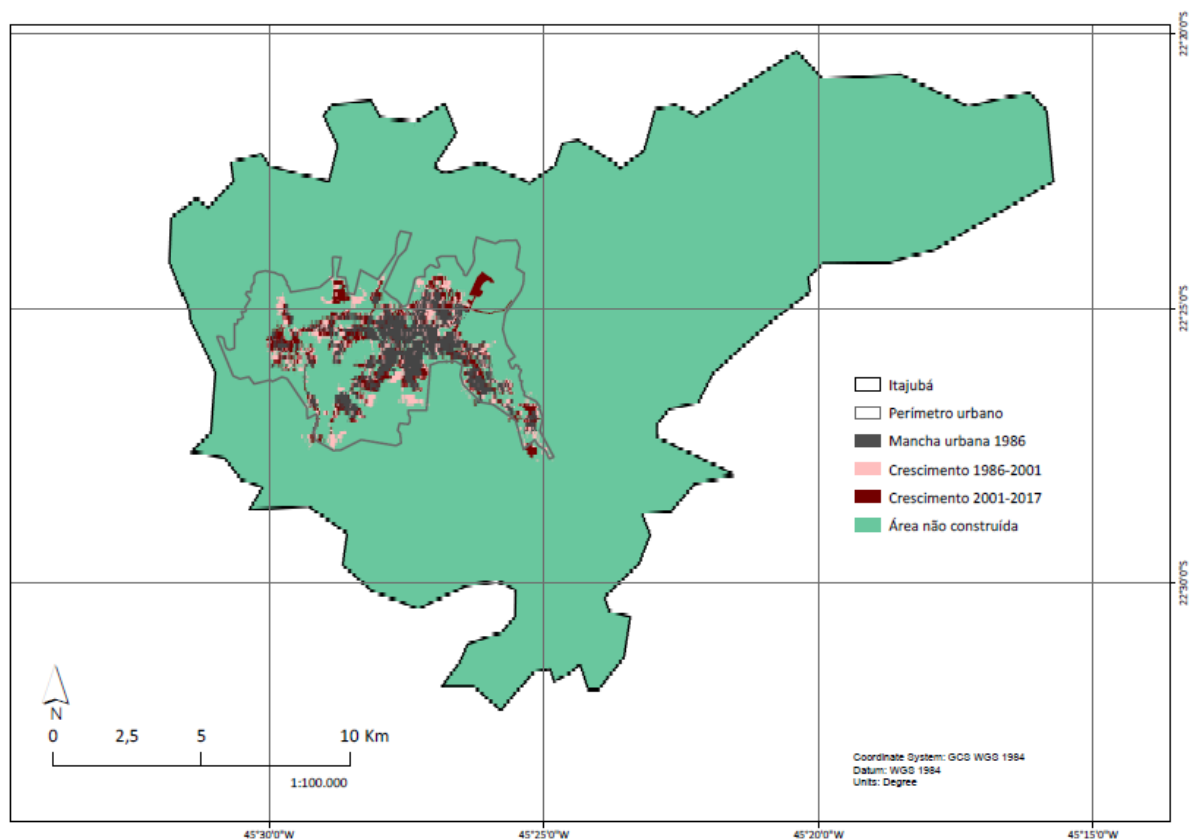 22°20'0"S
22°25'0"S
Itajubá
Perímetro urbano
Mancha urbana 1986
Crescimento 1986-2001
Crescimento 2001-2017
Área não construída
22°30'0"S
N
0 2,5 5 10 Km
1:100.000
Coordinate System: GCS WGS 1984
Datum: WGS 1984
Units: Degree
45°30'0"W 45°25'0"W 45°20'0"W 45°15'0"W